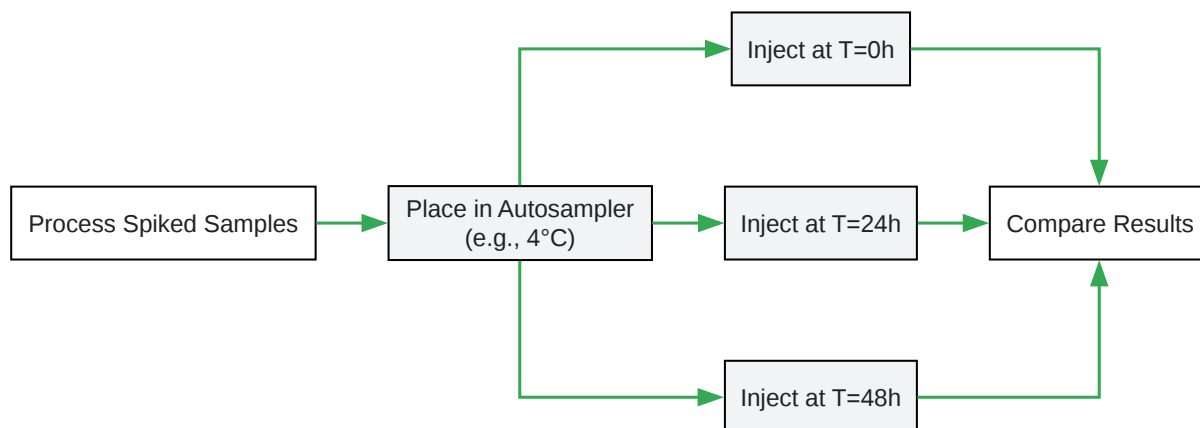 Process Spiked Samples
Place in Autosampler
(e.g., 4°C)
Inject at T=0h
Inject at T=24h
Inject at T=48h
Compare Results